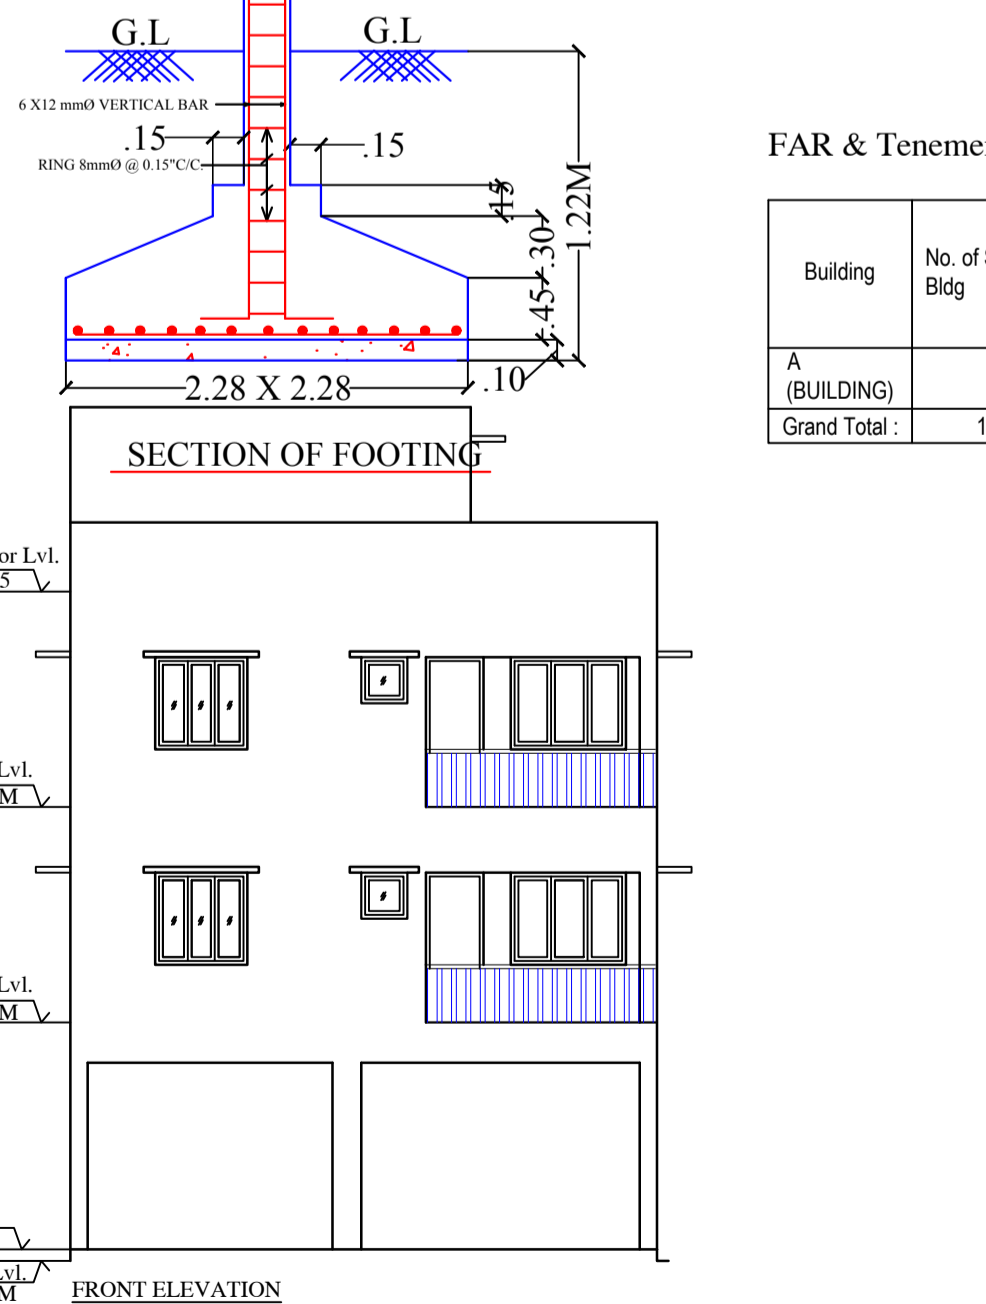 G.L
G.L
6 X12 mmØ VERTICAL BAR
.15
.15
RING 8mmØ @ 0.15"C/C.
.15
1.22M
.30
.45
2.28 X 2.28
.10
SECTION OF FOOTING
FAR & Teneme
Building
No. of
Bldg
A
(BUILDING)
Grand Total :
1
or Lvl.
5
Lvl.
M
Lvl.
M
Lvl.
M
FRONT ELEVATION